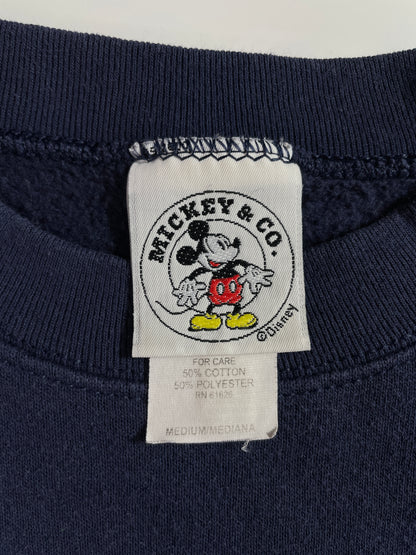 MICKEY & CO.
©Disney
FOR CARE
50% COTTON
50% POLYESTER
RN 61626
MEDIUM/MEDIANA